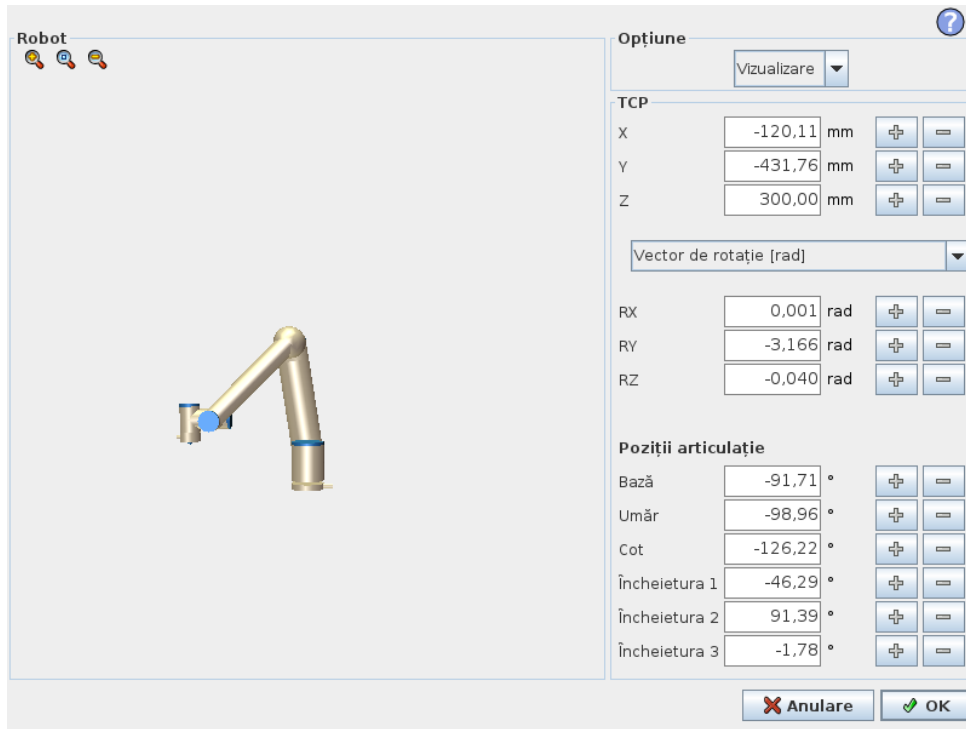 Robot
Opțiune
Vizualizare
TCP
X -120,11 mm
Y -431,76 mm
Z 300,00 mm
Vector de rotație [rad]
RX 0,001 rad
RY -3,166 rad
RZ -0,040 rad
Poziții articulație
Bază -91,71 °
Umăr -98,96 °
Cot -126,22 °
Încheietura 1 -46,29 °
Încheietura 2 91,39 °
Încheietura 3 -1,78 °
Anulare OK